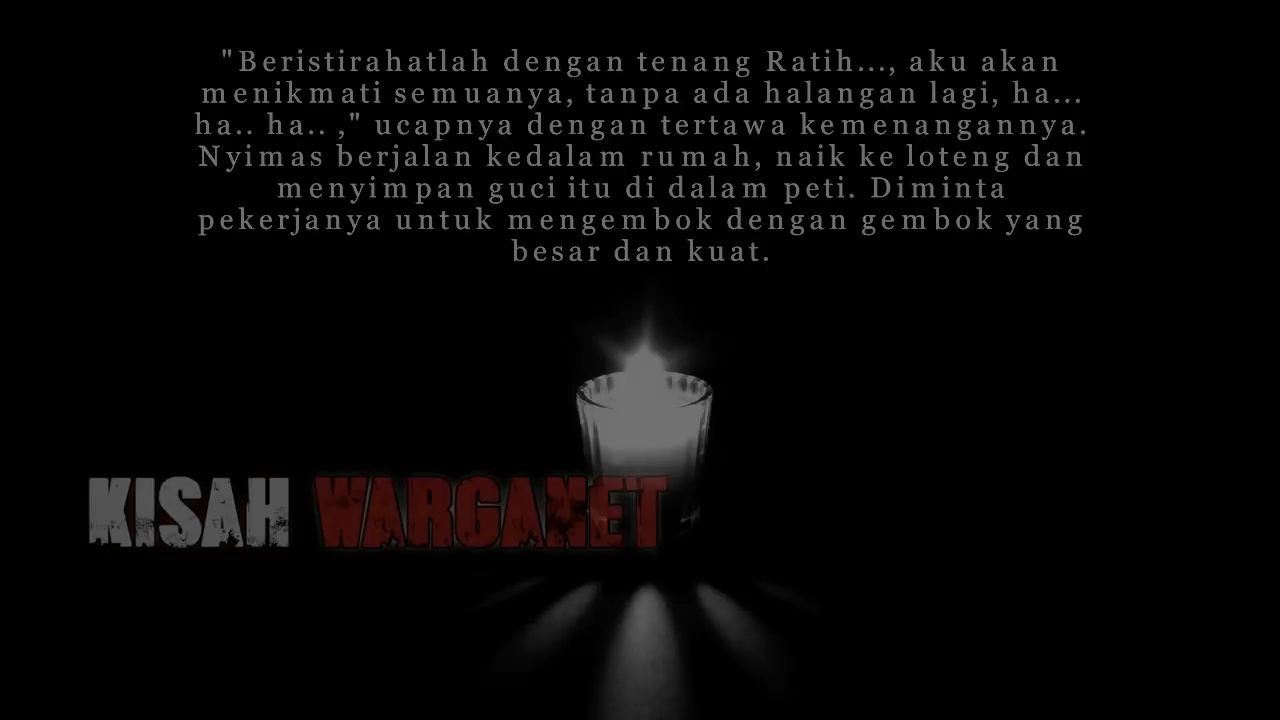 "Beristirahatlah dengan tenang Ratih..., aku akan
menikmati semuanya, tanpa ada halangan lagi, ha...
ha.. ha.. ," ucapnya dengan tertawa kemenangannya.
Nyimas berjalan kedalam rumah, naik ke loteng dan
menyimpan guci itu di dalam peti. Diminta
pekerjanya untuk mengembok dengan gembok yang
besar dan kuat.
KISAH WARGANET